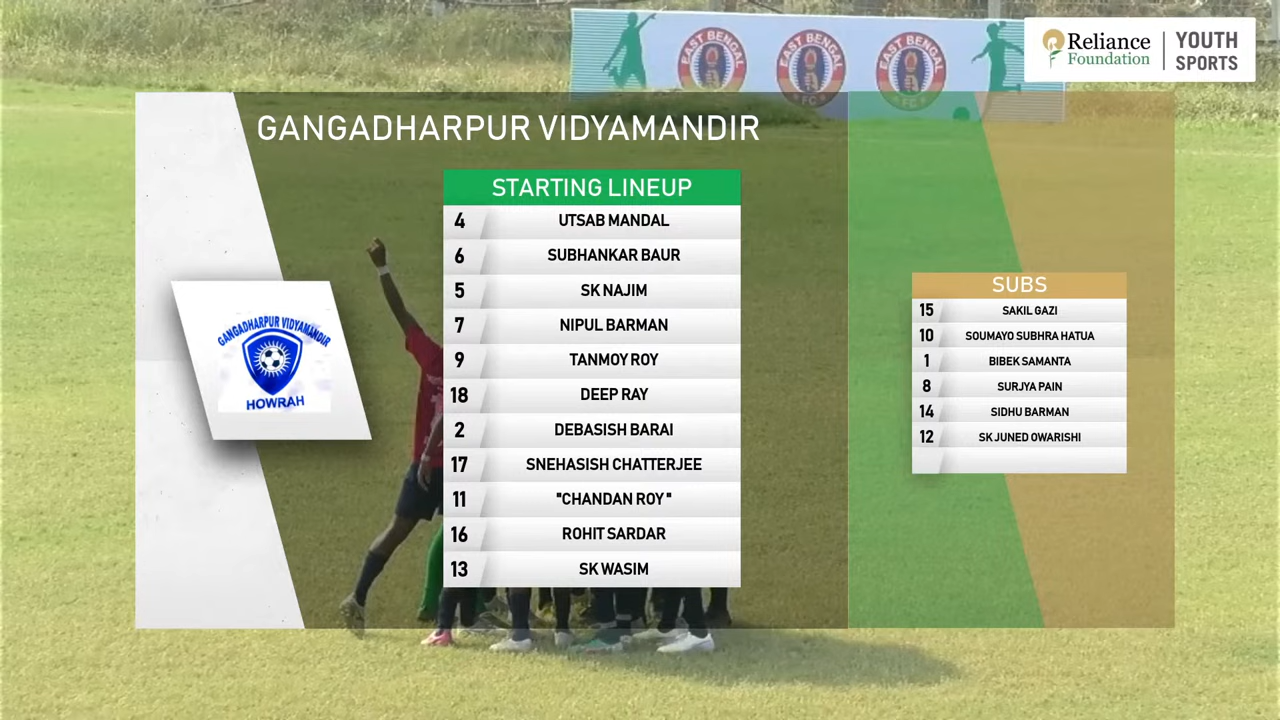 EAST BENGAL
FC
EAST BENGAL
FC
EAST BENGAL
FC
Reliance
Foundation
YOUTH
SPORTS
GANGADHARPUR VIDYAMANDIR
GANGADHARPUR VIDYAMANDIR
HOWRAH
STARTING LINEUP
4 UTSAB MANDAL
6 SUBHANKAR BAUR
5 SK NAJIM
7 NIPUL BARMAN
9 TANMOY ROY
18 DEEP RAY
2 DEBASISH BARAI
17 SNEHASISH CHATTERJEE
11 "CHANDAN ROY "
16 ROHIT SARDAR
13 SK WASIM
SUBS
15 SAKIL GAZI
10 SOUMAYO SUBHRA HATUA
1 BIBEK SAMANTA
8 SURJYA PAIN
14 SIDHU BARMAN
12 SK JUNED OWARISHI